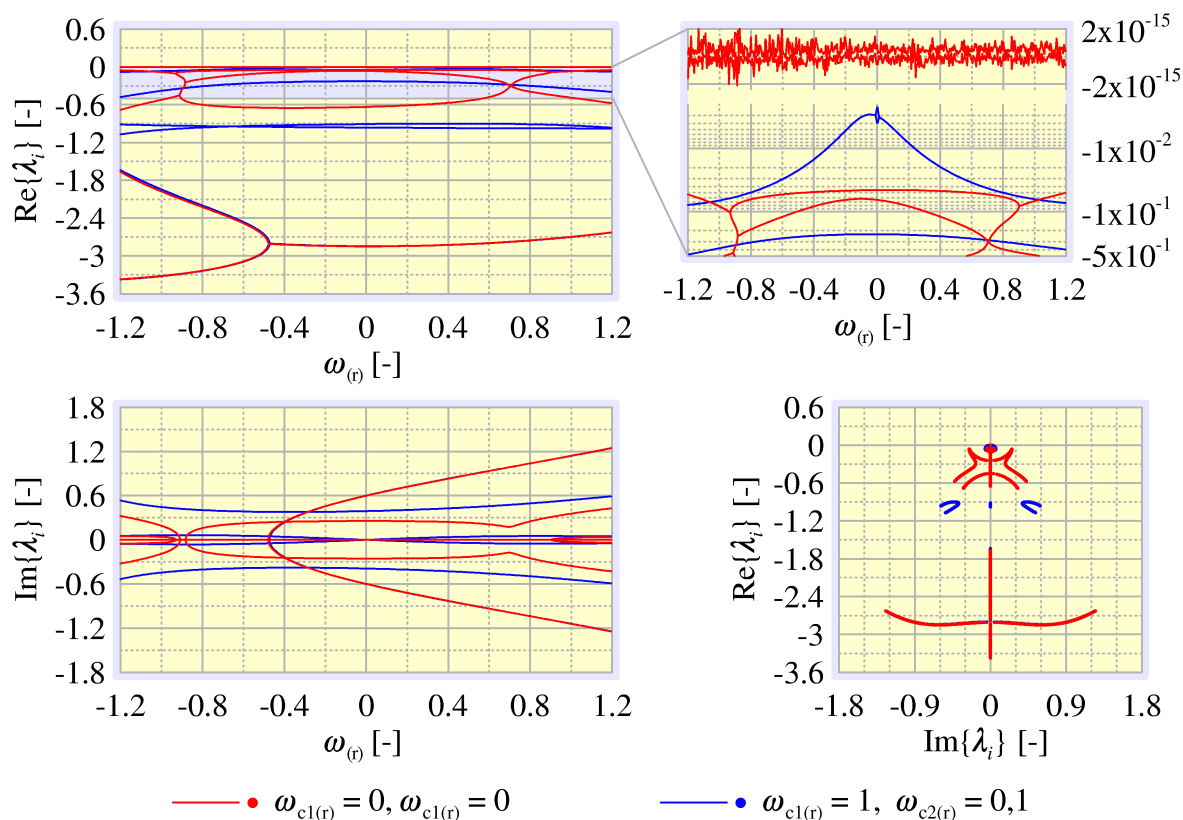 0.6
0
-0.6
-1.2
-1.8
-2.4
-3
-3.6
Re{λi} [-]
-1.2 -0.8 -0.4 0 0.4 0.8 1.2
ω(r) [-]
2x10^-15
-2x10^-15
-1x10^-2
-1x10^-1
-5x10^-1
-1.2 -0.8 -0.4 0 0.4 0.8 1.2
ω(r) [-]
1.8
1.2
0.6
0
-0.6
-1.2
-1.8
Im{λi} [-]
-1.2 -0.8 -0.4 0 0.4 0.8 1.2
ω(r) [-]
0.6
0
-0.6
-1.2
-1.8
-2.4
-3
-3.6
Re{λi} [-]
-1.8 -0.9 0 0.9 1.8
Im{λi} [-]
ωc1(r) = 0, ωc1(r) = 0
ωc1(r) = 1, ωc2(r) = 0,1